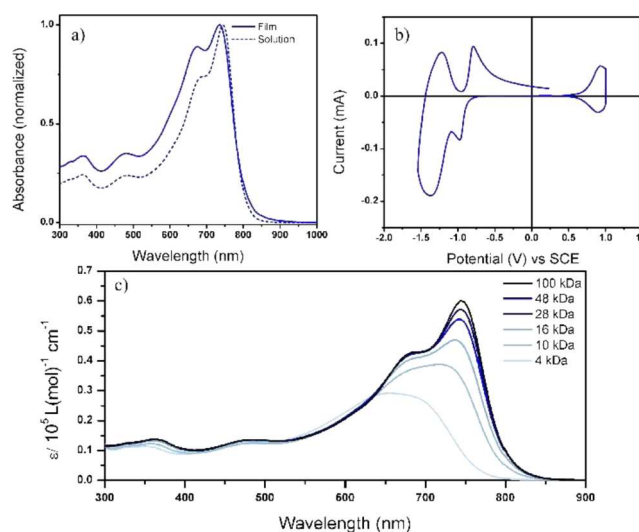 a)
Film
Solution
Absorbance (normalized)
1.0
0.5
0.0
300 400 500 600 700 800 900 1000
Wavelength (nm)
b)
Current (mA)
0.1
0.0
-0.1
-0.2
-2.0 -1.5 -1.0 -0.5 0.0 0.5 1.0
Potential (V) vs SCE
c)
100 kDa
48 kDa
28 kDa
16 kDa
10 kDa
4 kDa
ε/ 10⁵ L(mol)⁻¹ cm⁻¹
0.7
0.6
0.5
0.4
0.3
0.2
0.1
0.0
300 400 500 600 700 800 900
Wavelength (nm)